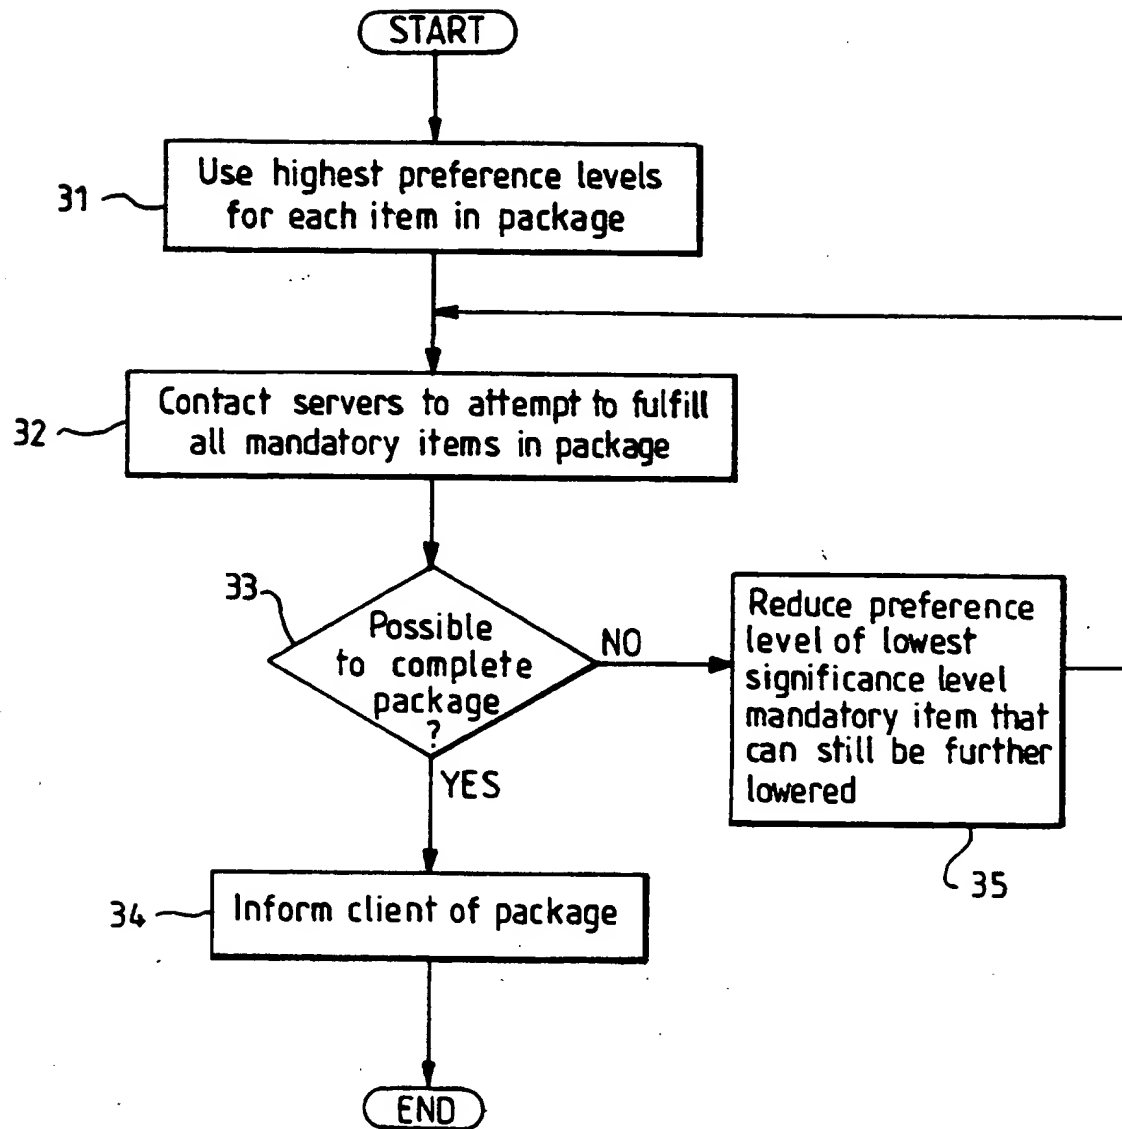 START
31
Use highest preference levels
for each item in package
32
Contact servers to attempt to fulfill
all mandatory items in package
33
Possible
to complete
package
?
NO
YES
Reduce preference
level of lowest
significance level
mandatory item that
can still be further
lowered
35
34
Inform client of package
END